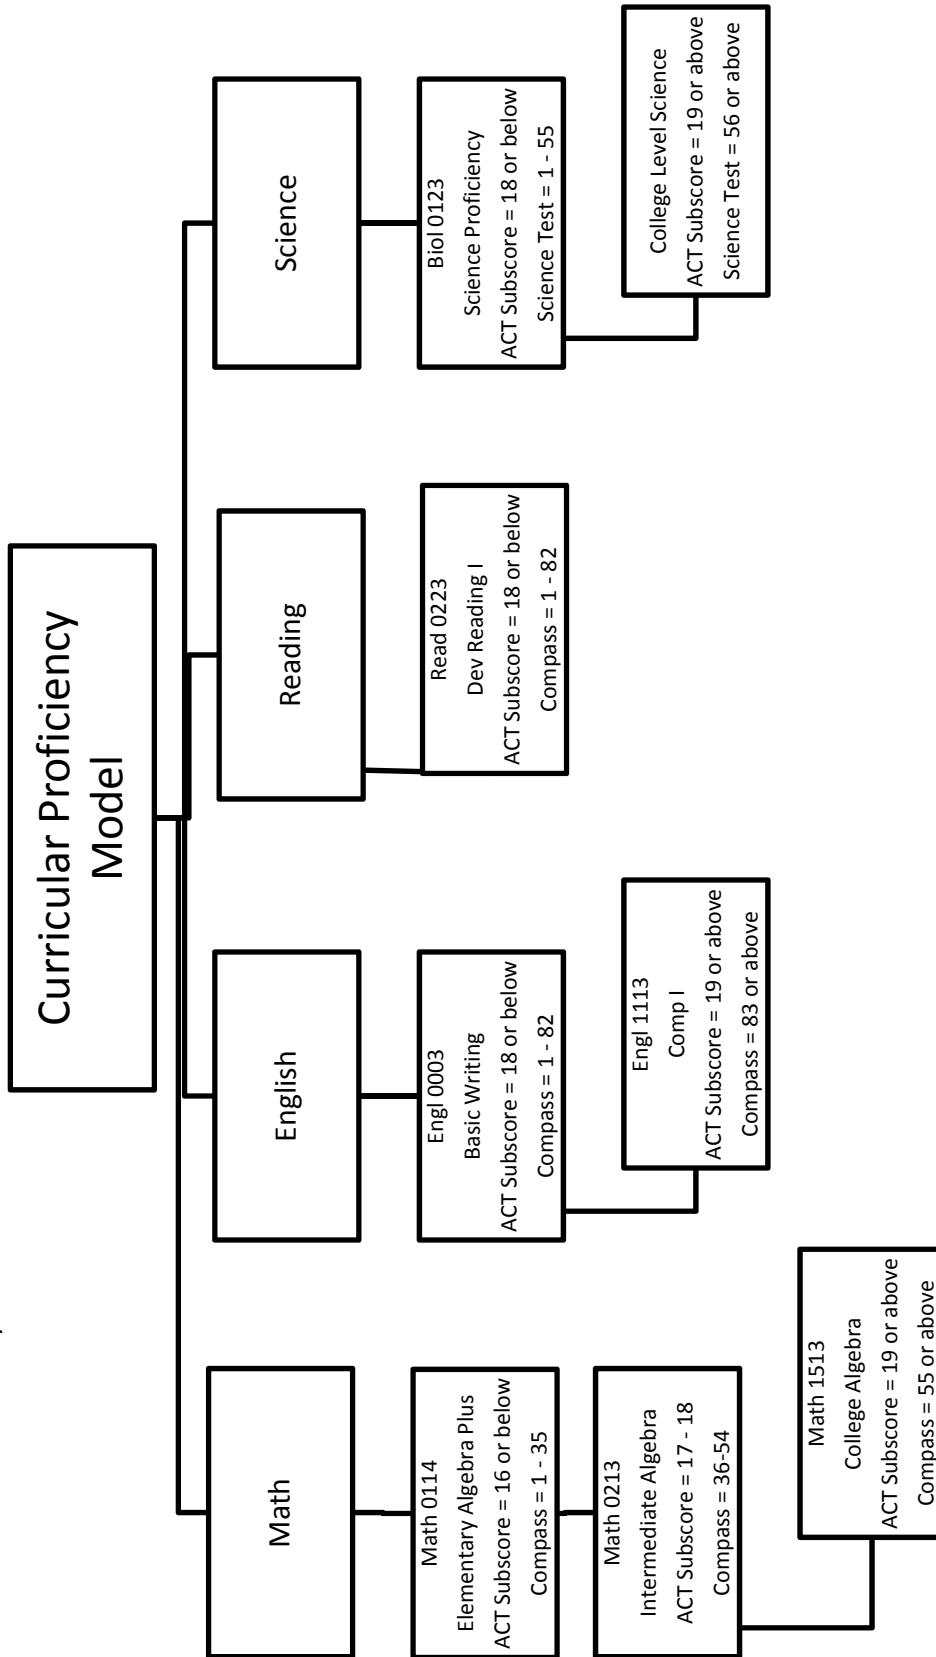 Curricular Proficiency
Model
Math
English
Reading
Science
Math 0114
Elementary Algebra Plus
ACT Subscore = 16 or below
Compass = 1 - 35
Engl 0003
Basic Writing
ACT Subscore = 18 or below
Compass = 1 - 82
Read 0223
Dev Reading I
ACT Subscore = 18 or below
Compass = 1 - 82
Biol 0123
Science Proficiency
ACT Subscore = 18 or below
Science Test = 1 - 55
Math 0213
Intermediate Algebra
ACT Subscore = 17 - 18
Compass = 36-54
Engl 1113
Comp I
ACT Subscore = 19 or above
Compass = 83 or above
College Level Science
ACT Subscore = 19 or above
Science Test = 56 or above
Math 1513
College Algebra
ACT Subscore = 19 or above
Compass = 55 or above